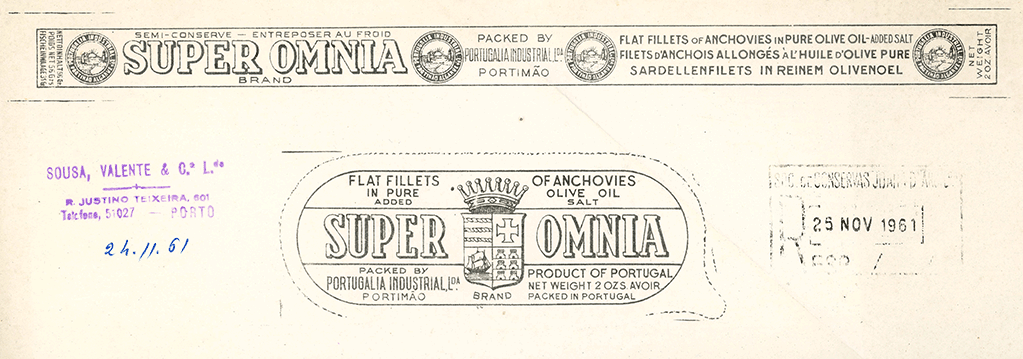 SEMI-CONSERVE — ENTREPOSER AU FROID
SUPER OMNIA
BRAND
PACKED BY
PORTUGALIA INDUSTRIAL, LDA
PORTIMÃO
FLAT FILLETS OF ANCHOVIES IN PURE OLIVE OIL-ADDED SALT
FILETS D'ANCHOIS ALLONGÉS À L'HUILE D'OLIVE PURE
SARDELLENFILETS IN REINEM OLIVENOEL
NET
WEIGHT
2 OZ. AVOIR
SOUSA, VALENTE & C.ª L.da
R. JUSTINO TEIXEIRA, 601
Telefone, 51027 — PORTO
24.11.61
FLAT FILLETS OF ANCHOVIES
IN PURE OLIVE OIL
ADDED SALT
SUPER OMNIA
PACKED BY
PORTUGALIA INDUSTRIAL, LDA
PORTIMÃO
BRAND
PRODUCT OF PORTUGAL
NET WEIGHT 2 OZS. AVOIR
PACKED IN PORTUGAL
DE CONSERVAS
R
25 NOV 1961